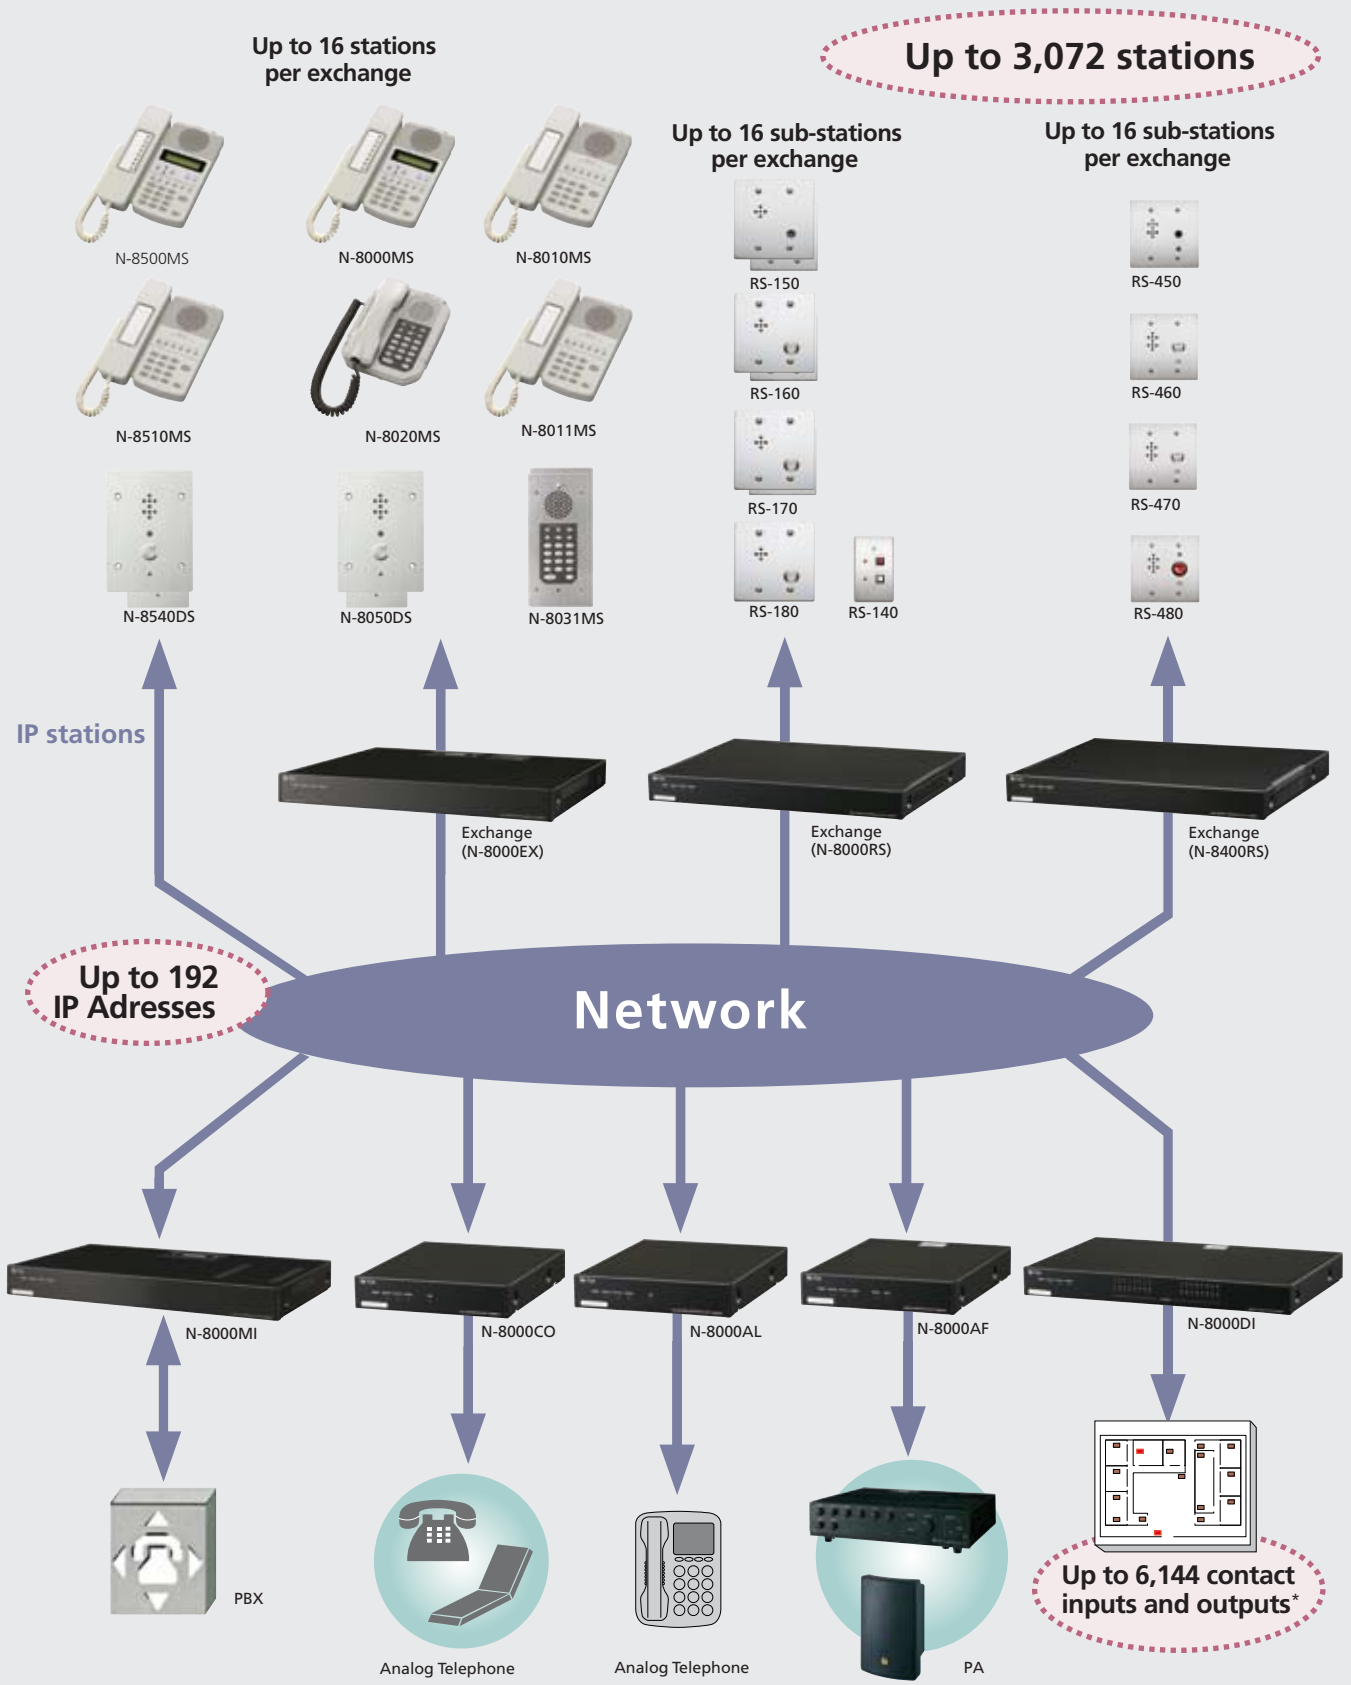 Up to 16 stations
per exchange
Up to 3,072 stations
Up to 16 sub-stations
per exchange
Up to 16 sub-stations
per exchange
N-8500MS
N-8000MS
N-8010MS
RS-150
RS-450
N-8510MS
N-8020MS
N-8011MS
RS-160
RS-460
RS-170
RS-470
N-8540DS
N-8050DS
N-8031MS
RS-180
RS-140
RS-480
IP stations
Exchange
(N-8000EX)
Exchange
(N-8000RS)
Exchange
(N-8400RS)
Up to 192
IP Adresses
Network
N-8000MI
N-8000CO
N-8000AL
N-8000AF
N-8000DI
PBX
Analog Telephone
Analog Telephone
PA
Up to 6,144 contact
inputs and outputs*